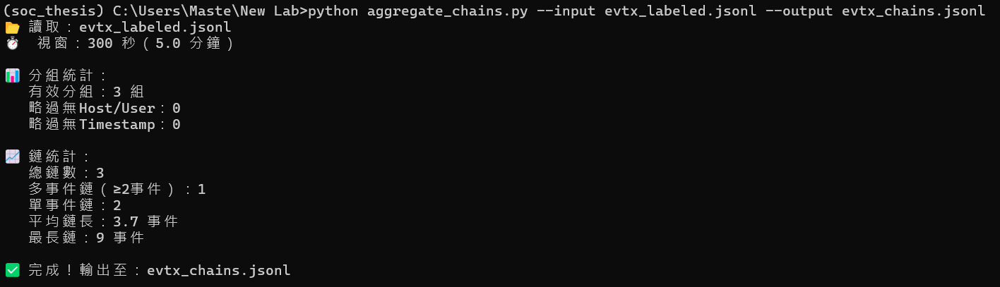 (soc_thesis) C:\Users\Maste\New Lab>python aggregate_chains.py --input evtx_labeled.jsonl --output evtx_chains.jsonl
📂 讀取：evtx_labeled.jsonl
⏱️ 視窗：300 秒（5.0 分鐘）
📊 分組統計：
有效分組：3 組
略過無Host/User：0
略過無Timestamp：0
📈 鏈統計：
總鏈數：3
多事件鏈（≥2事件）：1
單事件鏈：2
平均鏈長：3.7 事件
最長鏈：9 事件
✅ 完成！輸出至：evtx_chains.jsonl